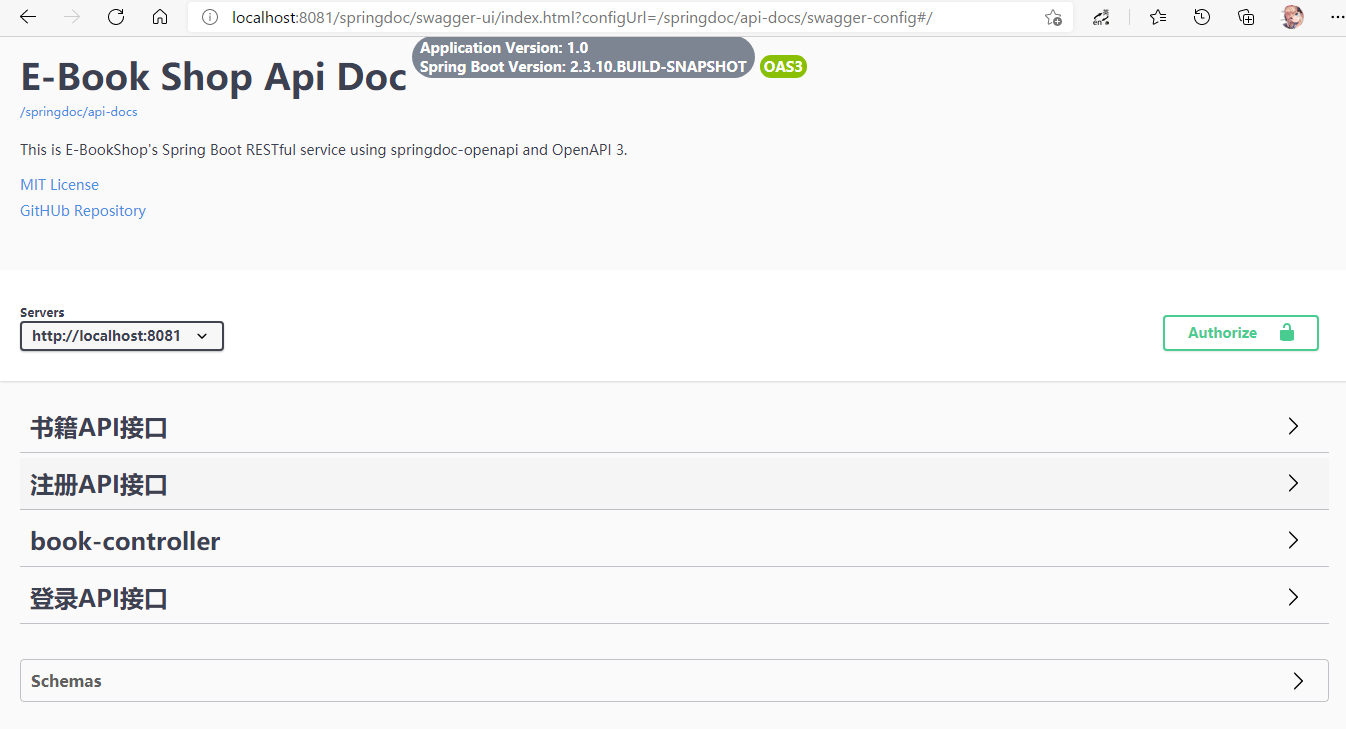 localhost:8081/springdoc/swagger-ui/index.html?configUrl=/springdoc/api-docs/swagger-config#/
E-Book Shop Api Doc
Application Version: 1.0
Spring Boot Version: 2.3.10.BUILD-SNAPSHOT
OAS3
/springdoc/api-docs
This is E-BookShop's Spring Boot RESTful service using springdoc-openapi and OpenAPI 3.
MIT License
GitHUb Repository
Servers
http://localhost:8081
Authorize
书籍API接口
注册API接口
book-controller
登录API接口
Schemas